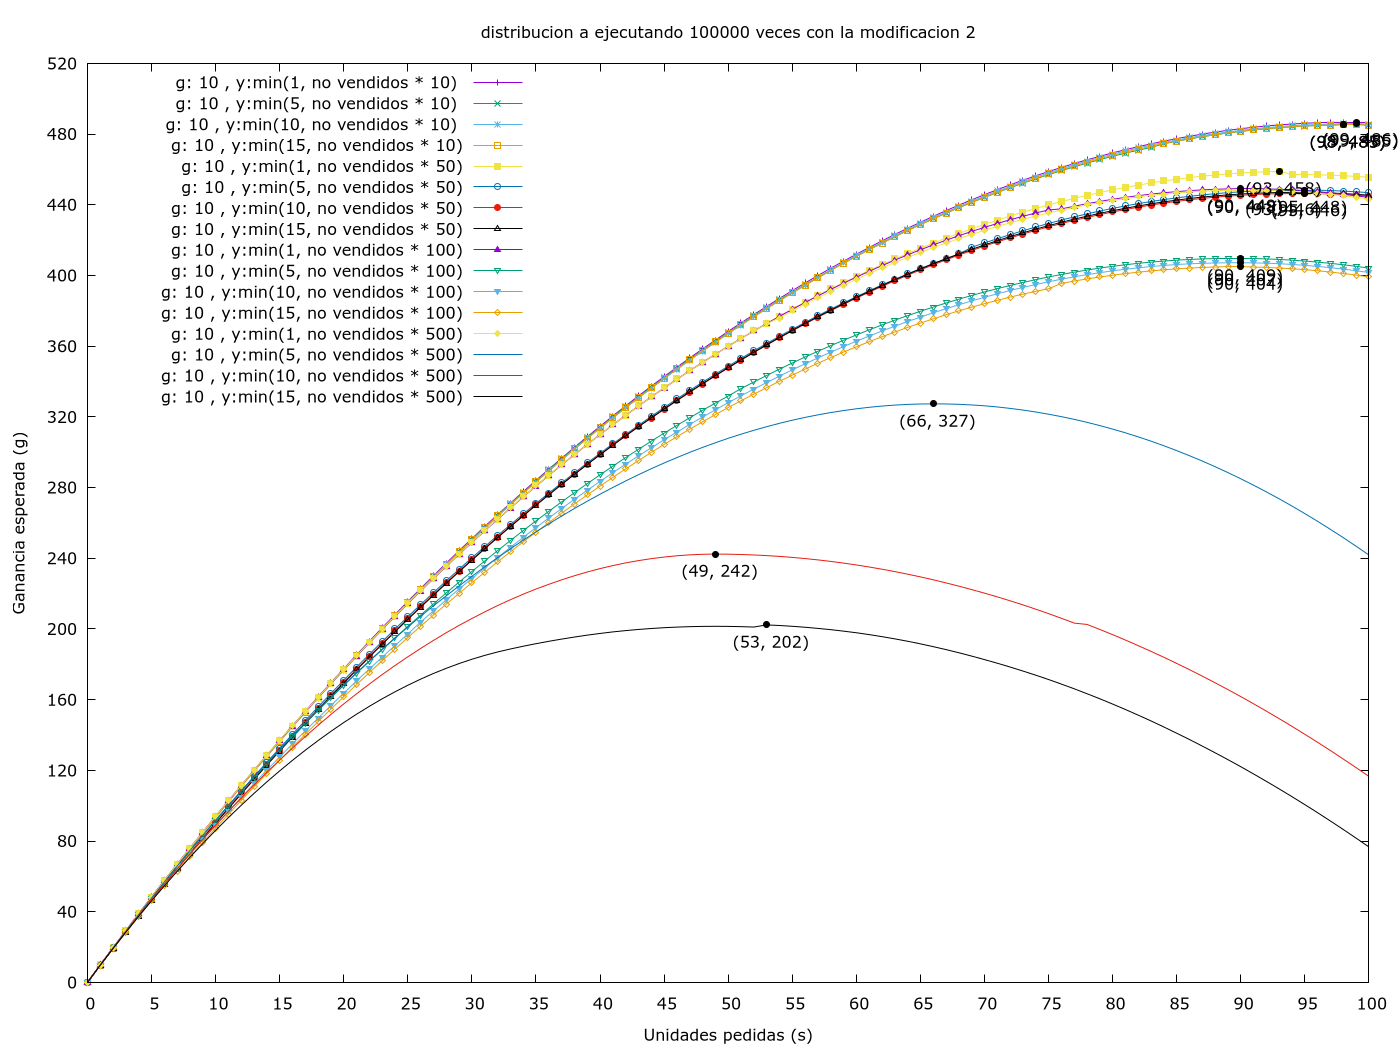 distribucion a ejecutando 100000 veces con la modificacion 2
g: 10 , y:min(1, no vendidos * 10)
g: 10 , y:min(5, no vendidos * 10)
g: 10 , y:min(10, no vendidos * 10)
g: 10 , y:min(15, no vendidos * 10)
g: 10 , y:min(1, no vendidos * 50)
g: 10 , y:min(5, no vendidos * 50)
g: 10 , y:min(10, no vendidos * 50)
g: 10 , y:min(15, no vendidos * 50)
g: 10 , y:min(1, no vendidos * 100)
g: 10 , y:min(5, no vendidos * 100)
g: 10 , y:min(10, no vendidos * 100)
g: 10 , y:min(15, no vendidos * 100)
g: 10 , y:min(1, no vendidos * 500)
g: 10 , y:min(5, no vendidos * 500)
g: 10 , y:min(10, no vendidos * 500)
g: 10 , y:min(15, no vendidos * 500)
520
480
440
400
360
320
280
240
200
160
120
80
40
0
Ganancia esperada (g)
(93, 458)
(90, 409)
(90, 404)
(66, 327)
(49, 242)
(53, 202)
0 5 10 15 20 25 30 35 40 45 50 55 60 65 70 75 80 85 90 95 100
Unidades pedidas (s)